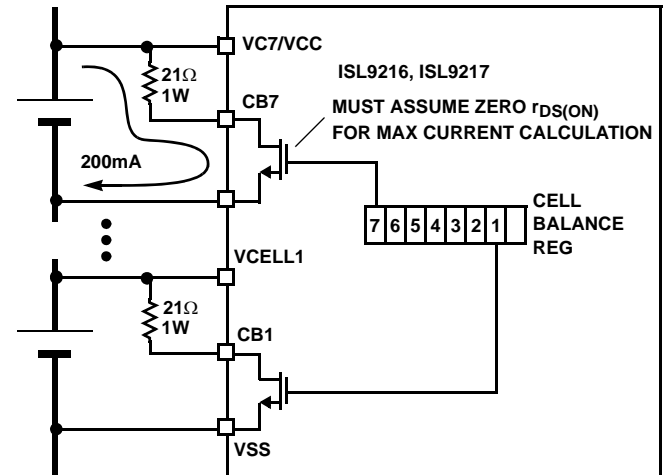 VC7/VCC
21Ω
1W
ISL9216, ISL9217
CB7
MUST ASSUME ZERO rDS(ON)
FOR MAX CURRENT CALCULATION
200mA
CELL
BALANCE
REG
7 6 5 4 3 2 1
VCELL1
21Ω
1W
CB1
VSS